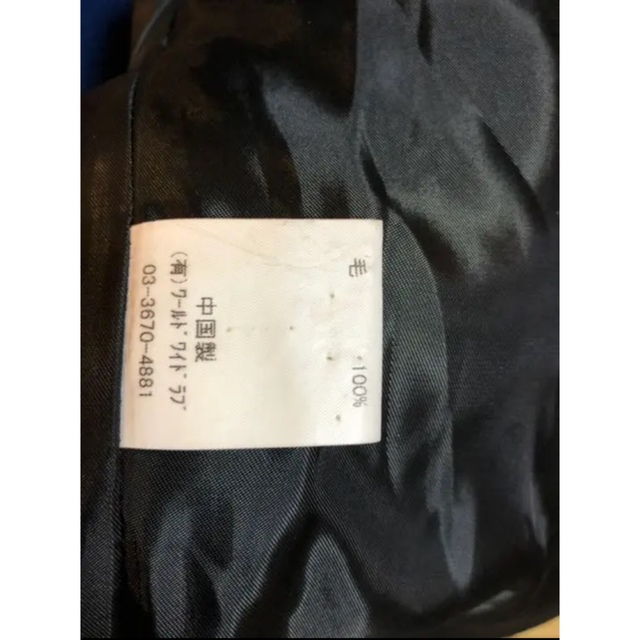 毛 100%
中国製
(有)ﾜｰﾙﾄﾞ ﾜｲﾄﾞ ﾗﾌﾞ
03-3670-4881